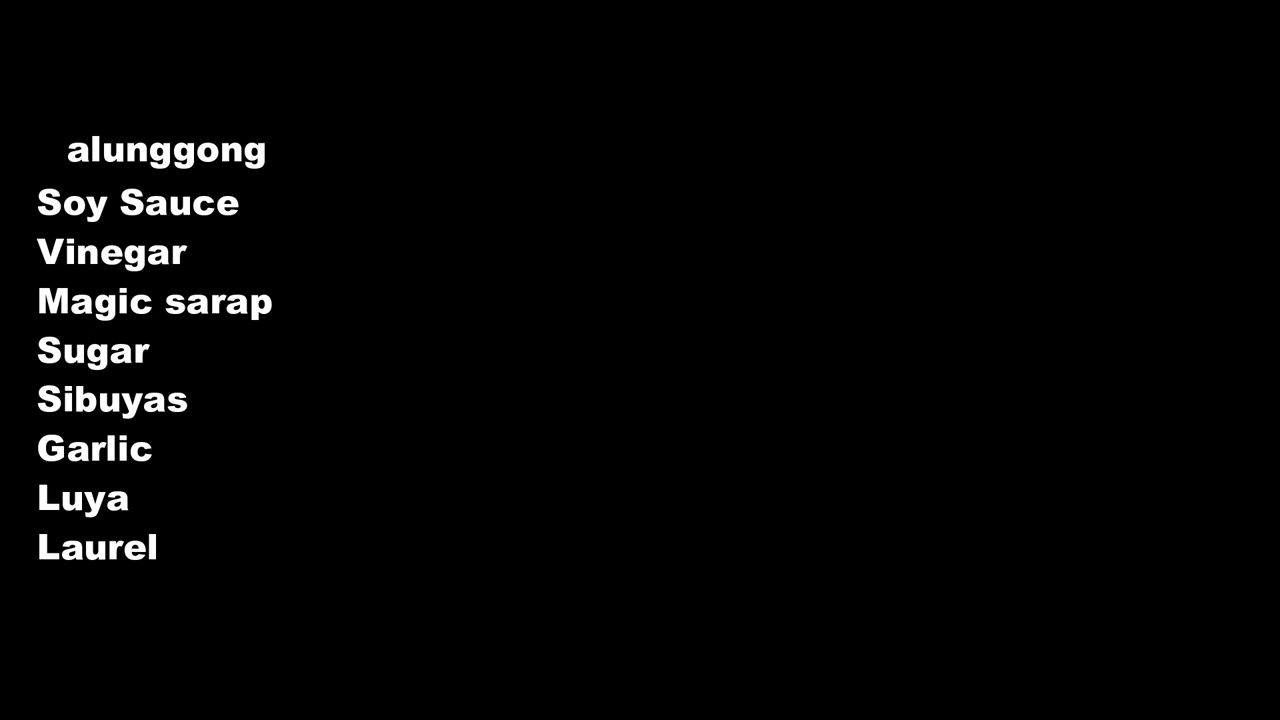 alunggong
Soy Sauce
Vinegar
Magic sarap
Sugar
Sibuyas
Garlic
Luya
Laurel